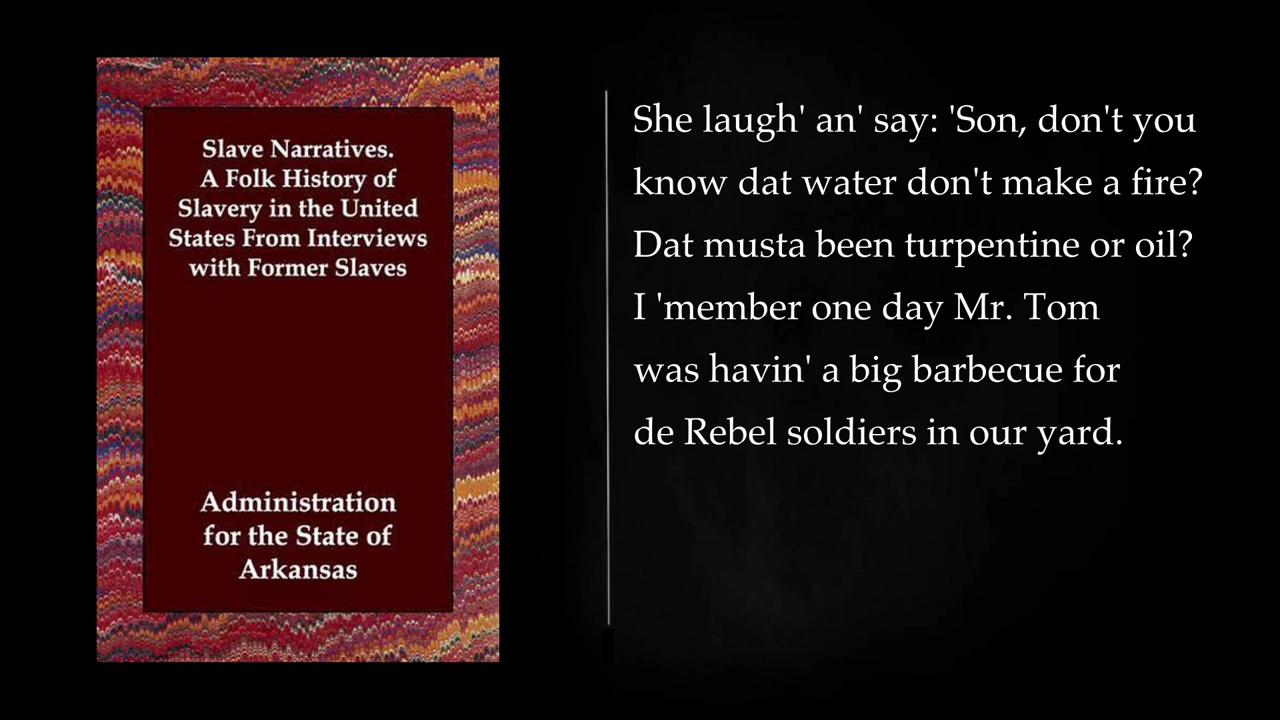 Slave Narratives.
A Folk History of
Slavery in the United
States From Interviews
with Former Slaves
Administration
for the State of
Arkansas
She laugh' an' say: 'Son, don't you
know dat water don't make a fire?
Dat musta been turpentine or oil?
I 'member one day Mr. Tom
was havin' a big barbecue for
de Rebel soldiers in our yard.